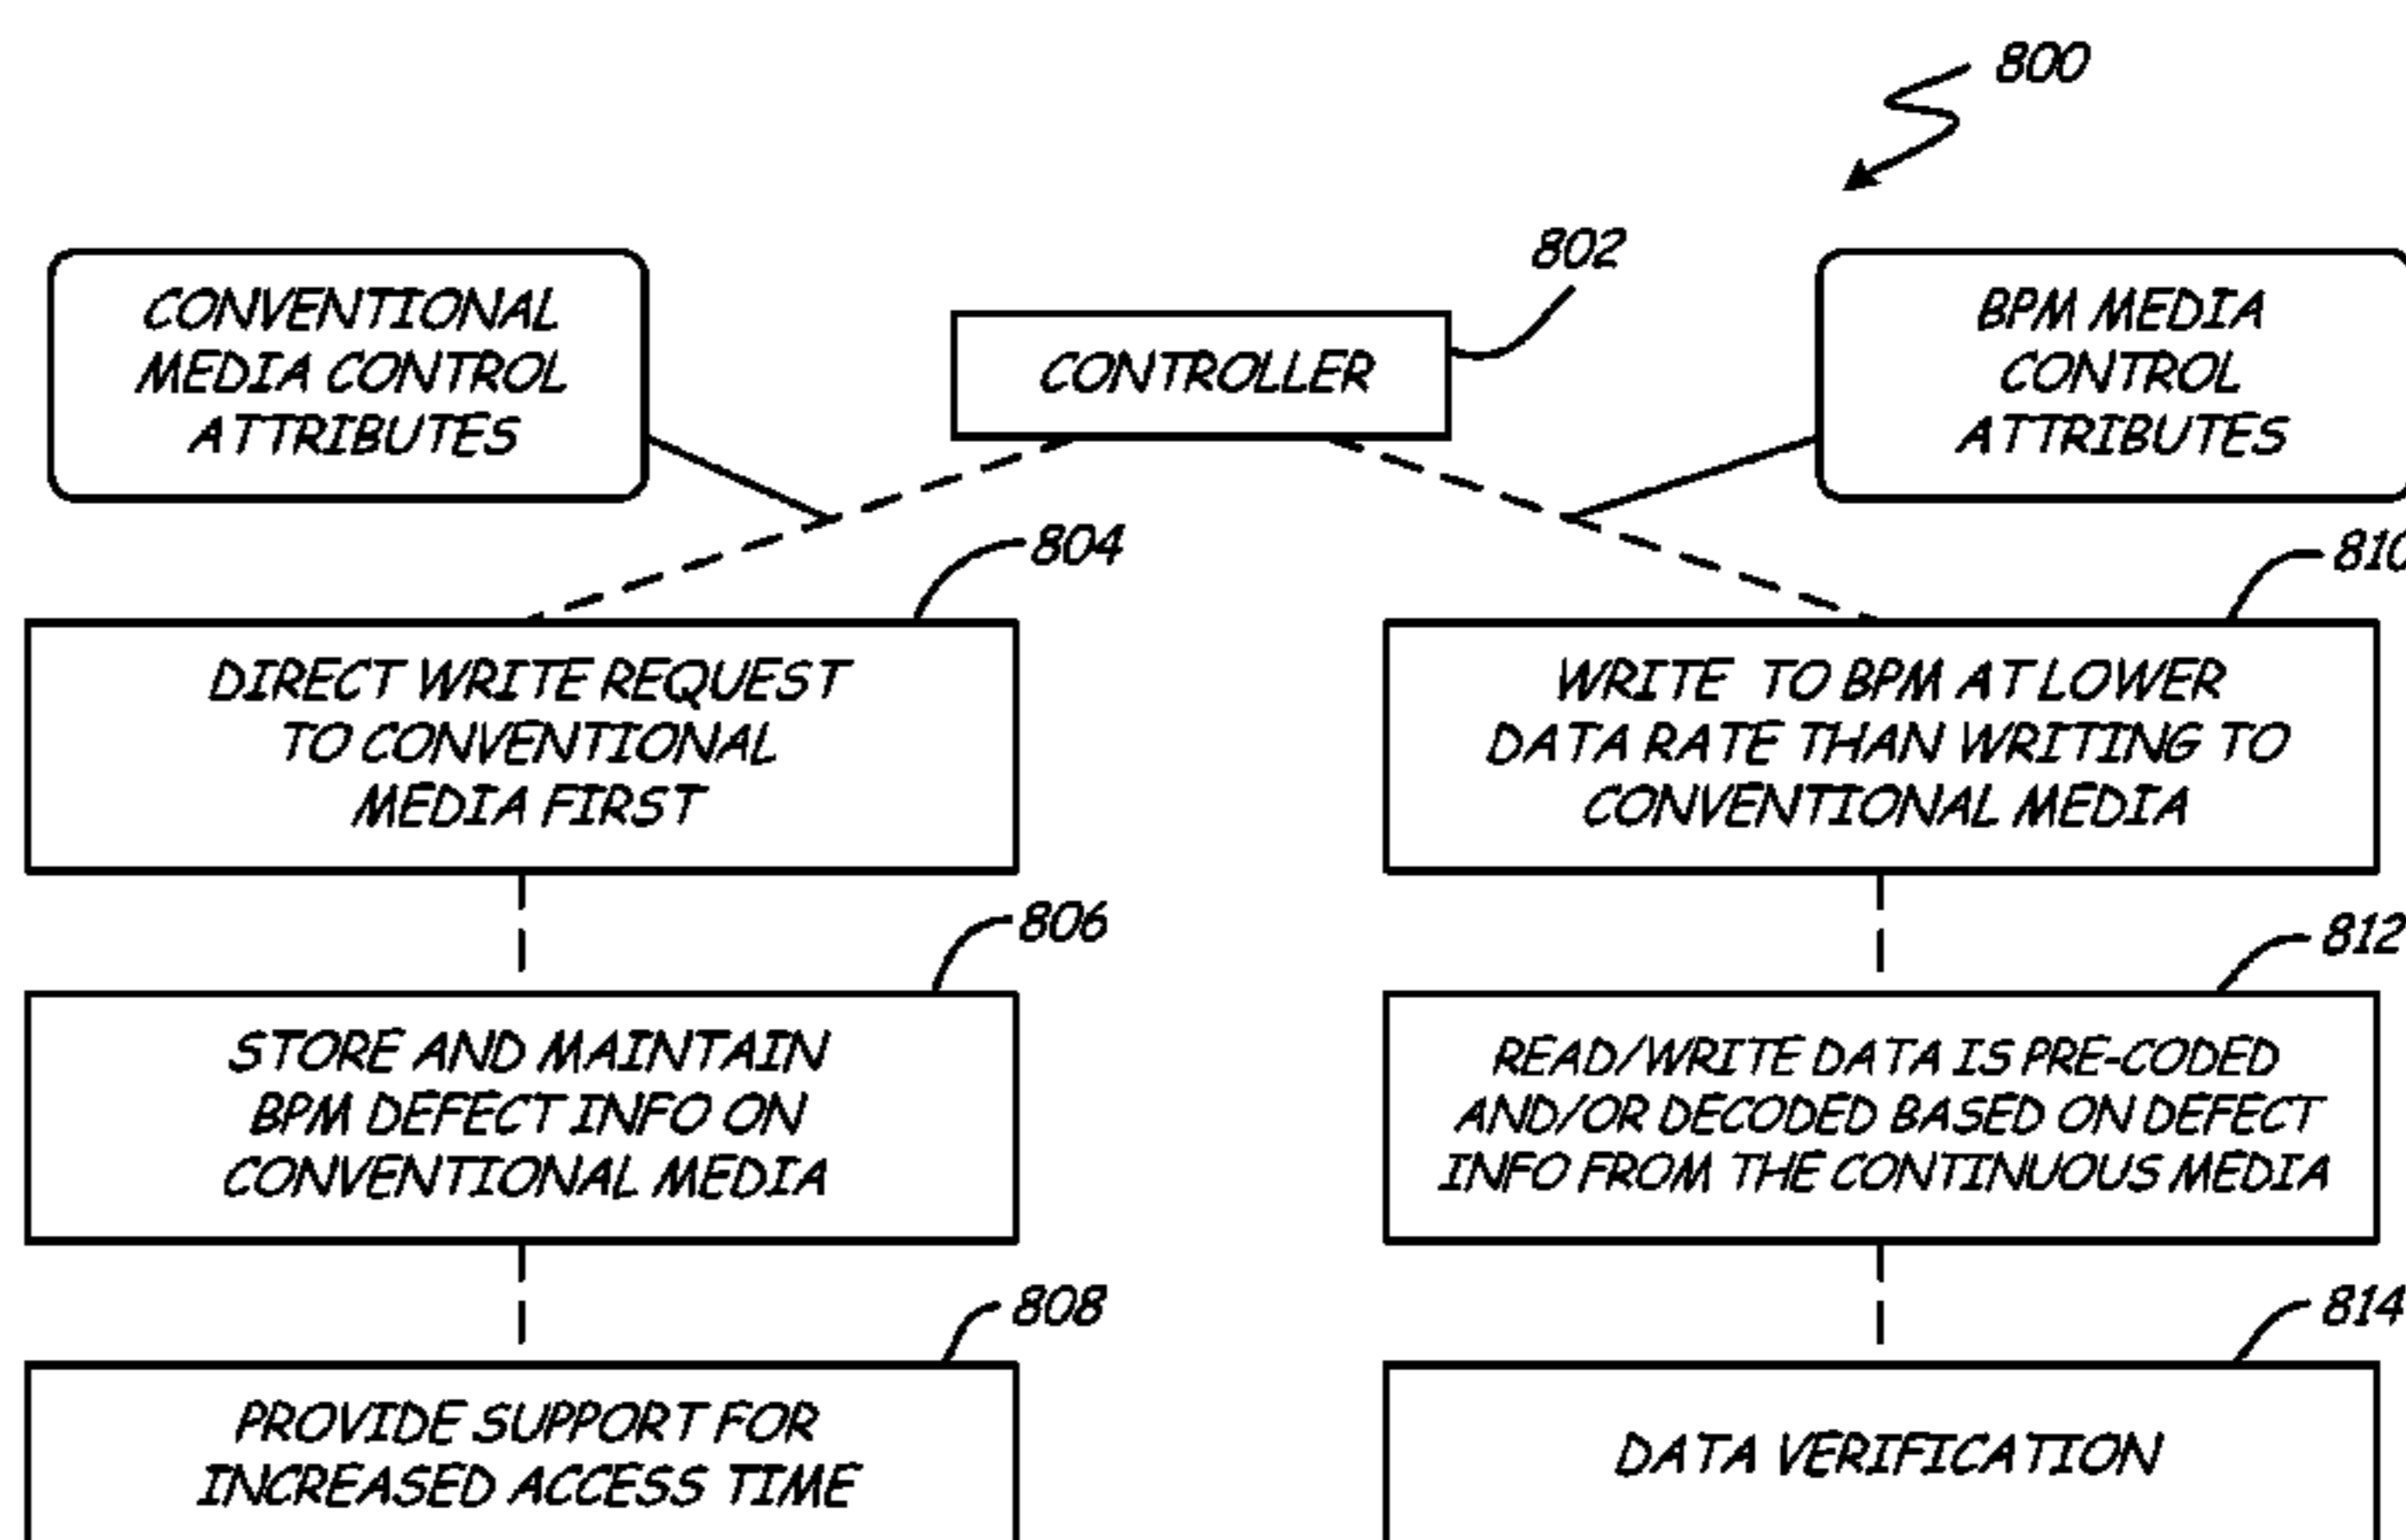 800
802
CONVENTIONAL
MEDIA CONTROL
ATTRIBUTES
CONTROLLER
BPM MEDIA
CONTROL
ATTRIBUTES
804
810
DIRECT WRITE REQUEST
TO CONVENTIONAL
MEDIA FIRST
WRITE TO BPM AT LOWER
DATA RATE THAN WRITING TO
CONVENTIONAL MEDIA
806
812
STORE AND MAINTAIN
BPM DEFECT INFO ON
CONVENTIONAL MEDIA
READ/WRITE DATA IS PRE-CODED
AND/OR DECODED BASED ON DEFECT
INFO FROM THE CONTINUOUS MEDIA
808
814
PROVIDE SUPPORT FOR
INCREASED ACCESS TIME
DATA VERIFICATION